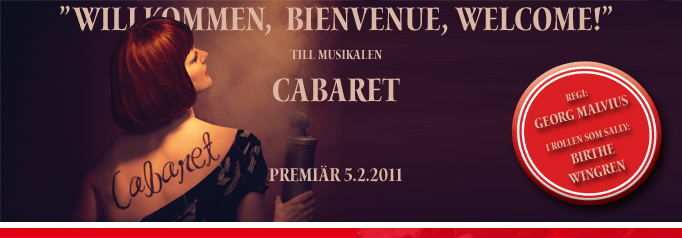 ”WILLKOMMEN, BIENVENUE, WELCOME!”
TILL MUSIKALEN
CABARET
Cabaret
PREMIÄR 5.2.2011
REGI:
GEORG MALVIUS
I ROLLEN SOM SALLY:
BIRTHE
WINGREN